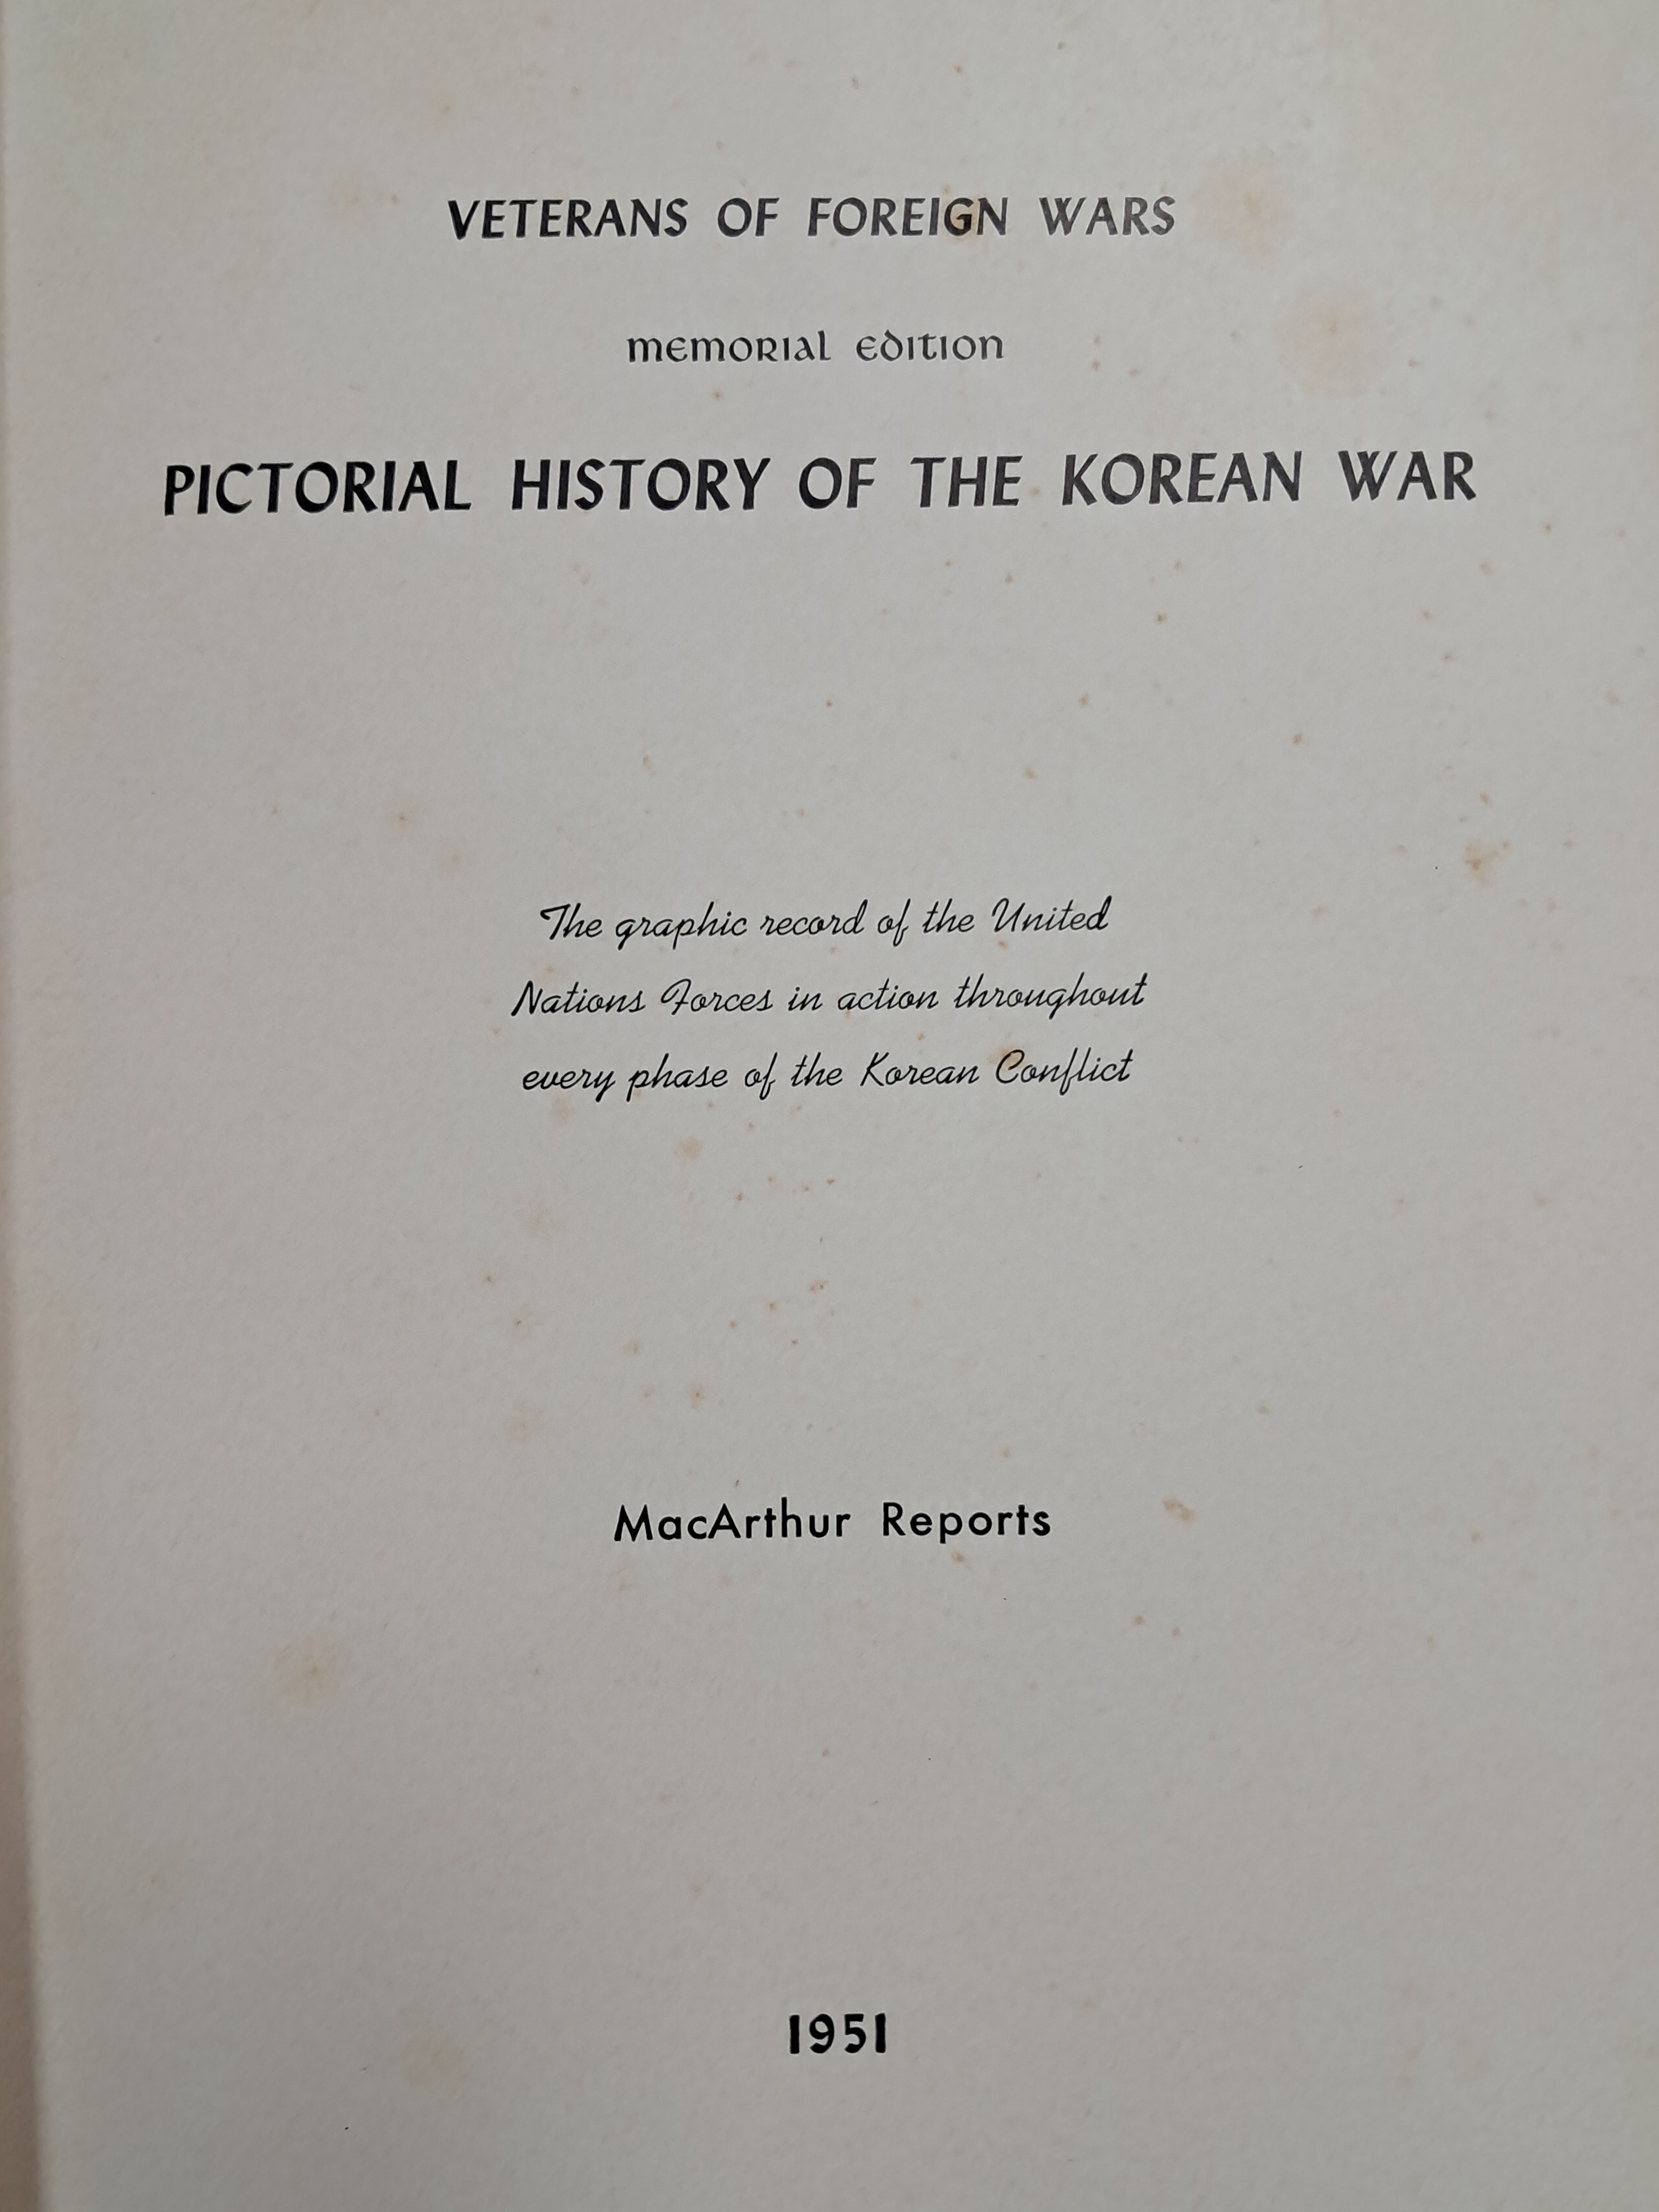 VETERANS OF FOREIGN WARS
memorial edition
PICTORIAL HISTORY OF THE KOREAN WAR
The graphic record of the United
Nations Forces in action throughout
every phase of the Korean Conflict
MacArthur Reports
1951